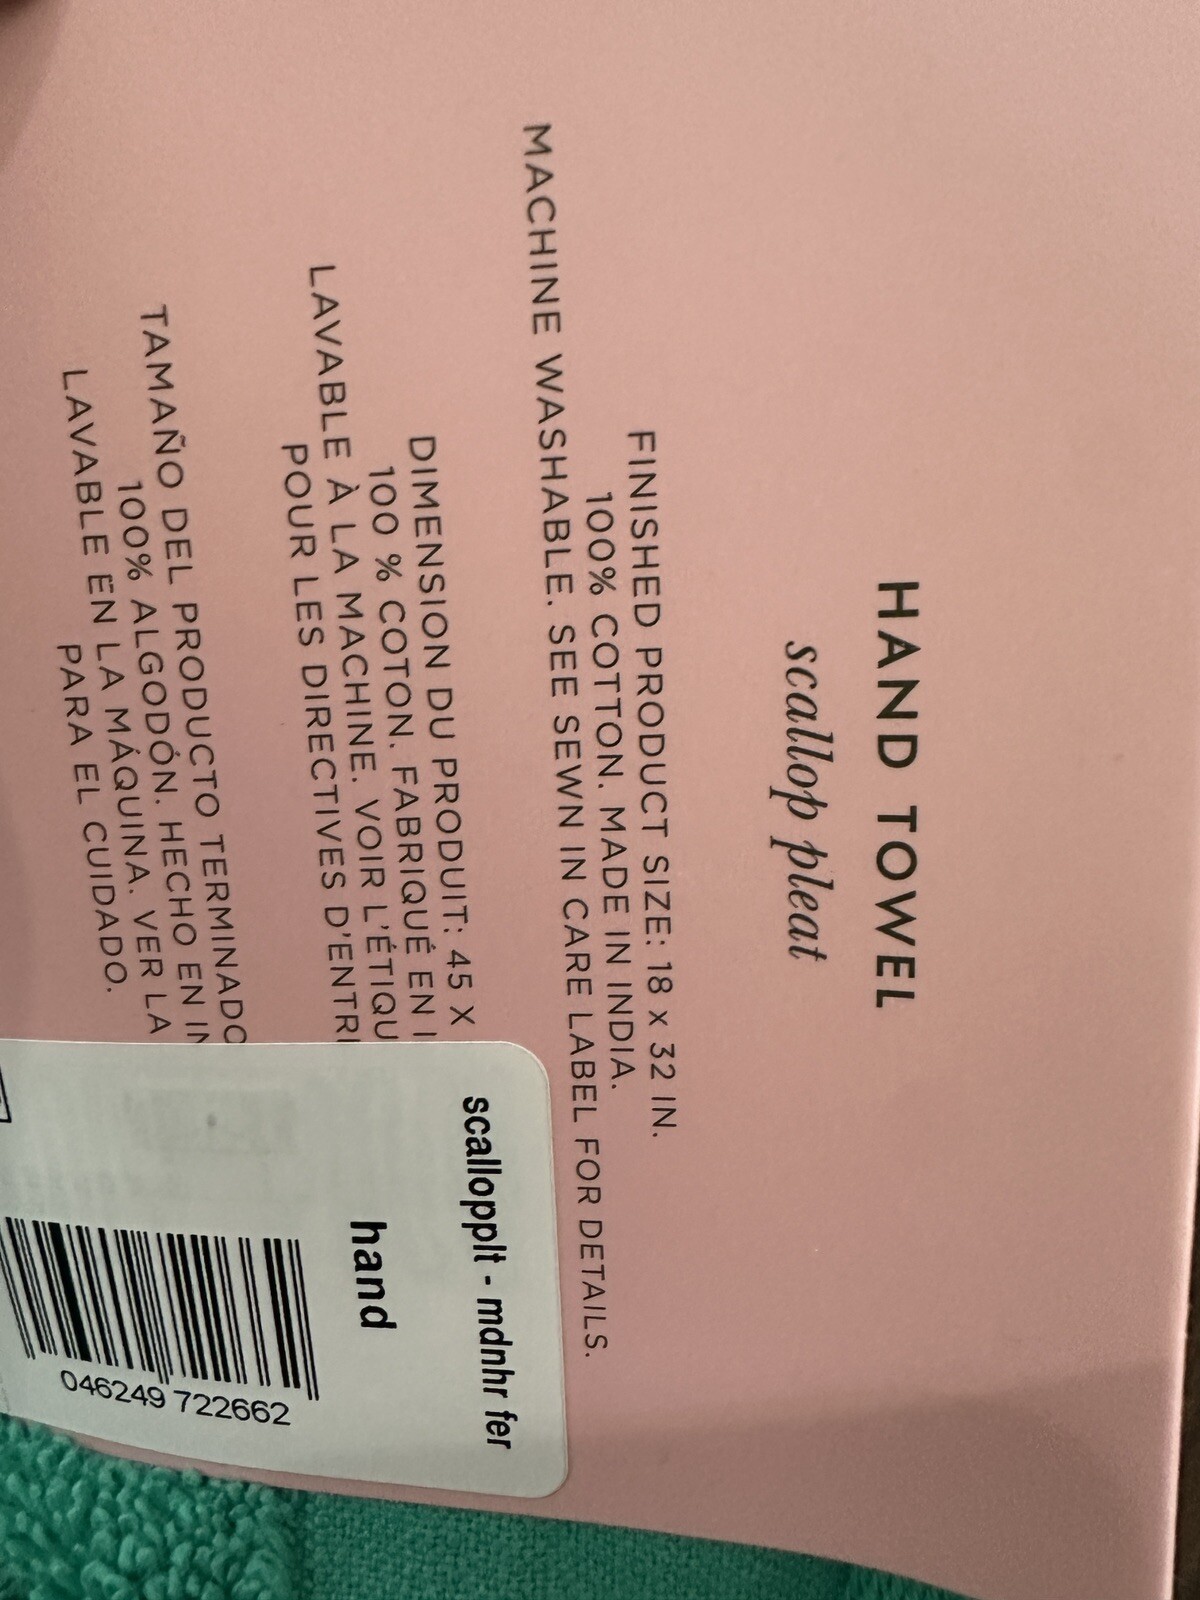 HAND TOWEL
scallop pleat
FINISHED PRODUCT SIZE: 18 x 32 IN.
100% COTTON. MADE IN INDIA.
MACHINE WASHABLE. SEE SEWN IN CARE LABEL FOR DETAILS.
DIMENSION DU PRODUIT: 45 X
100 % COTON. FABRIQUÉ EN I
LAVABLE À LA MACHINE. VOIR L'ÉTIQU
POUR LES DIRECTIVES D'ENTR
TAMAÑO DEL PRODUCTO TERMINADO
100% ALGODÓN. HECHO EN IN
LAVABLE EN LA MÁQUINA. VER LA
PARA EL CUIDADO.
scallopplt - mdnhr fer
hand
046249 722662